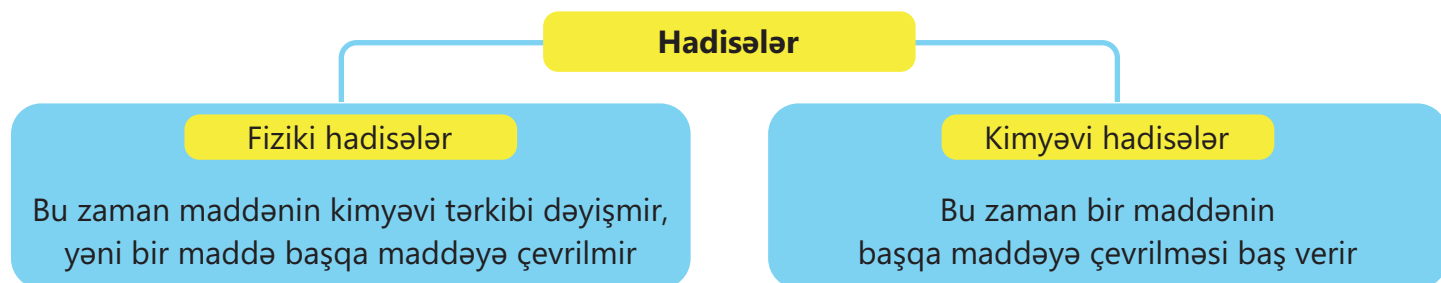 Hadisələr
Fiziki hadisələr
Bu zaman maddənin kimyəvi tərkibi dəyişmir,
yəni bir maddə başqa maddəyə çevrilmir
Kimyəvi hadisələr
Bu zaman bir maddənin
başqa maddəyə çevrilməsi baş verir